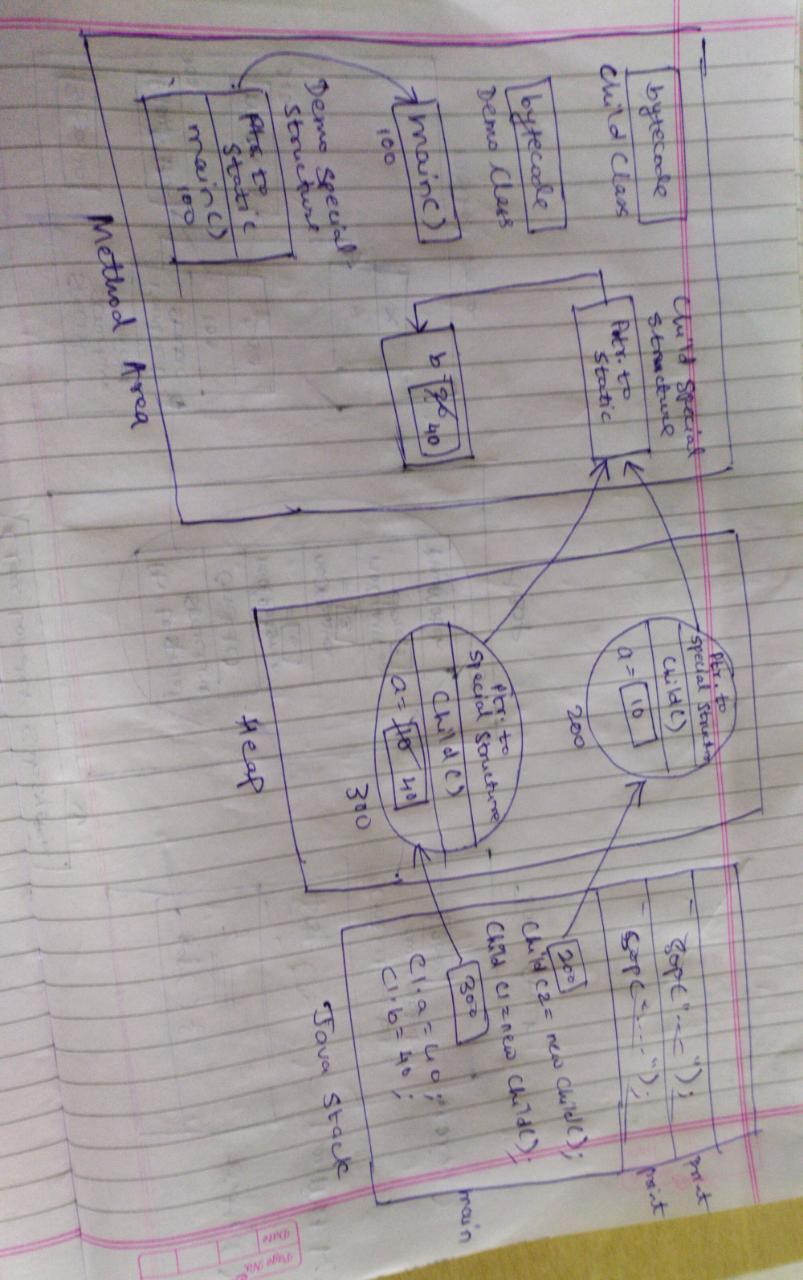 bytecode
Child Class
bytecode
Demo Class
main()
100
Demo Special
Structure
Ptr. to
Static
main()
100
Child Special
Structure
Ptr. to
Static
b = 40
Method Area
Ptr. to
Special Structure
Child()
a = 10
200
Ptr. to
Special Structure
Child()
a = 10 40
300
Heap
- Sop("----");
- Sop("-----");
200
Child C2 = new Child();
Child C1 = new Child();
300
C1.a = 40;
C1.b = 40;
Java Stack
print
print
main
Date
Page No